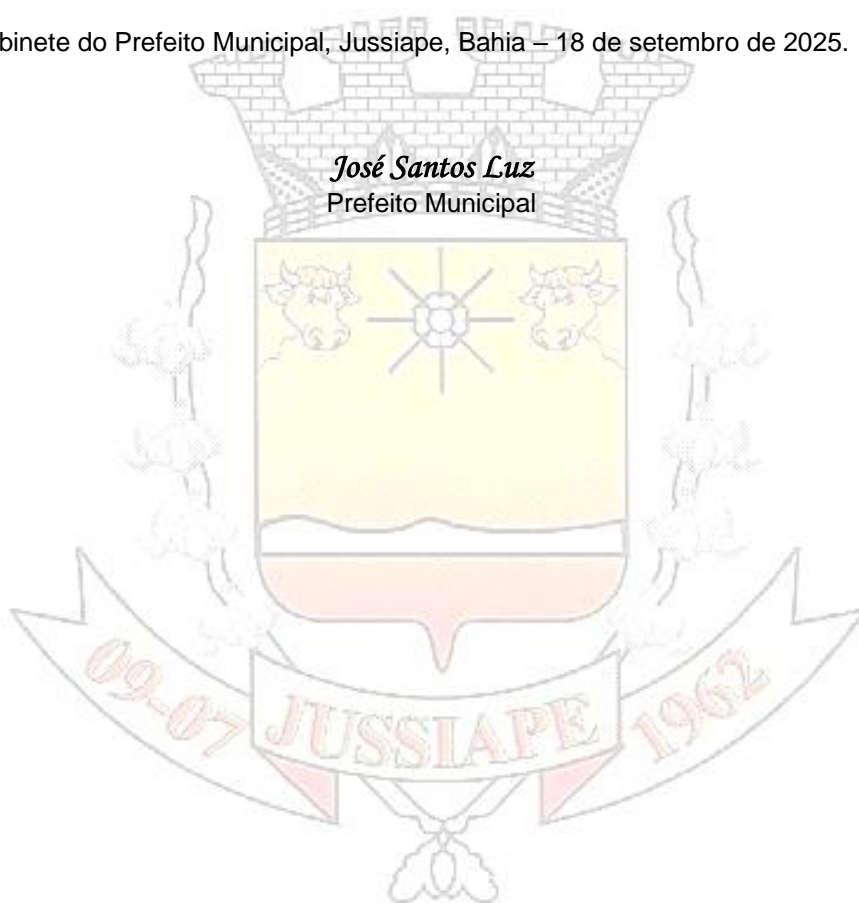 binete do Prefeito Municipal, Jussiape, Bahia – 18 de setembro de 2025.
José Santos Luz
Prefeito Municipal
09-07
JUSSIAPE
1962